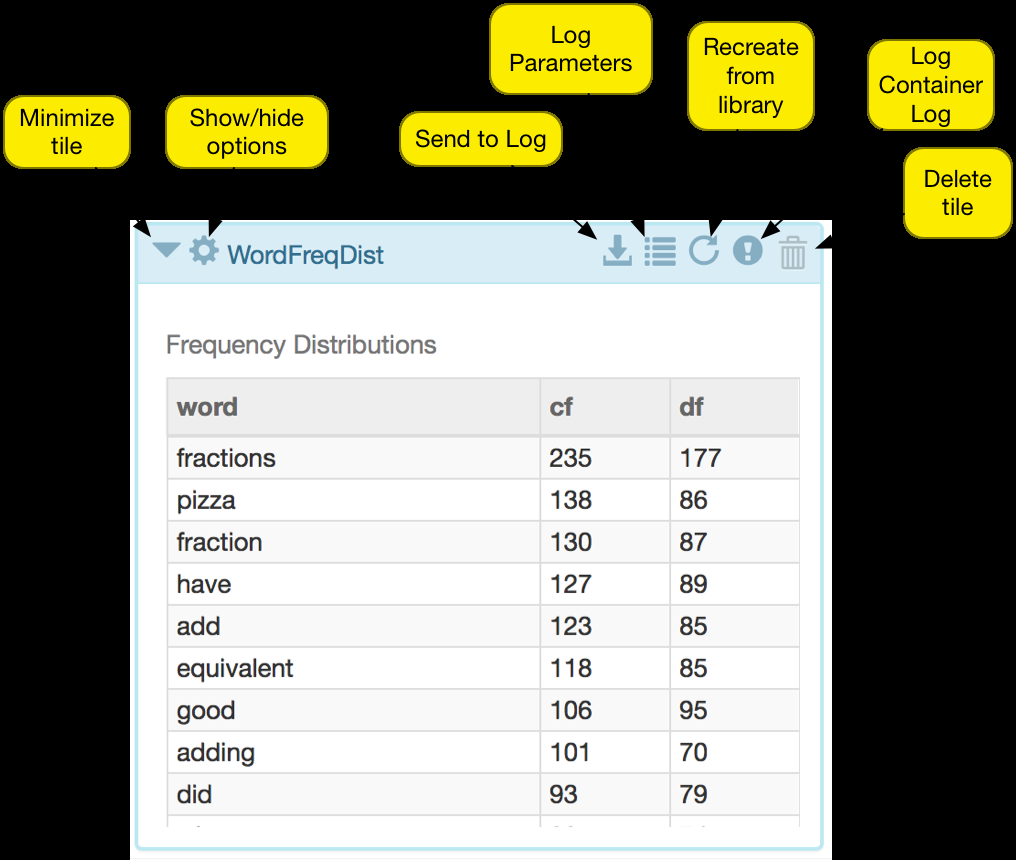 Log
Parameters
Recreate
from
library
Log
Container
Log
Minimize
tile
Show/hide
options
Send to Log
Delete
tile
WordFreqDist
Frequency Distributions
word cf df
fractions 235 177
pizza 138 86
fraction 130 87
have 127 89
add 123 85
equivalent 118 85
good 106 95
adding 101 70
did 93 79